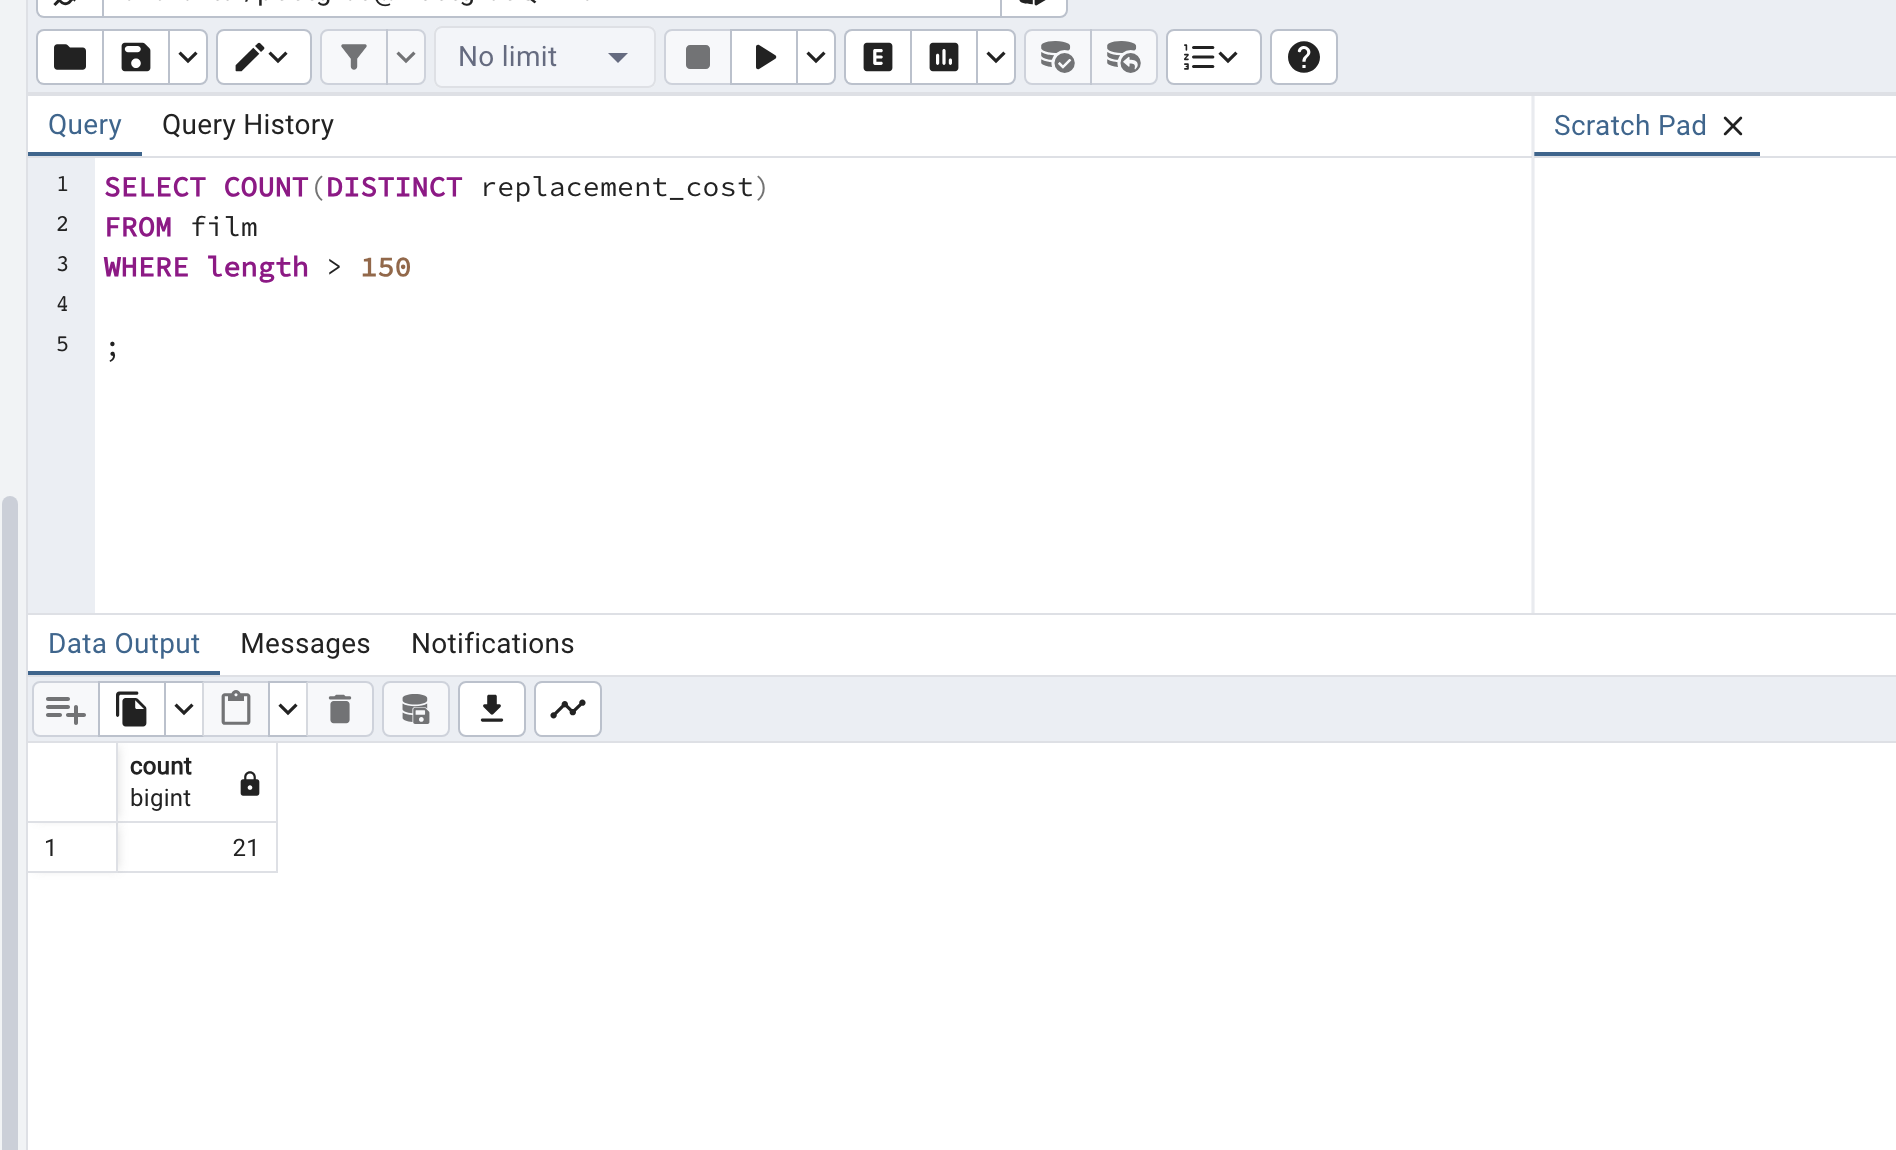 No limit
Query
Query History
Scratch Pad
1 SELECT COUNT(DISTINCT replacement_cost)
2 FROM film
3 WHERE length > 150
4
5 ;
Data Output
Messages
Notifications
count
bigint
1 21